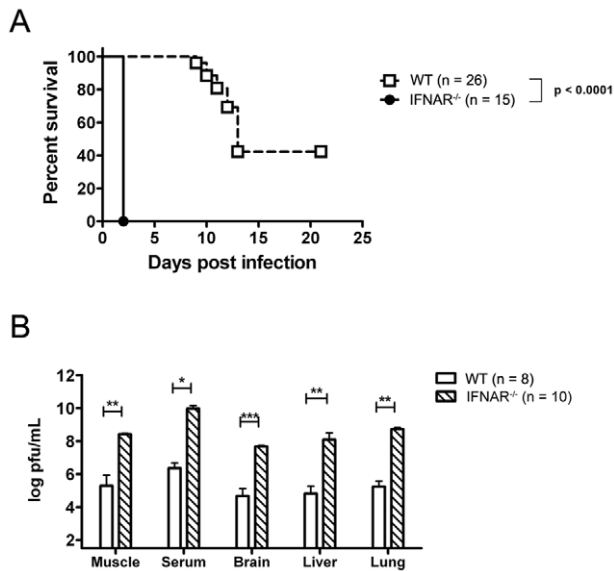 A
Percent survival
100
80
60
40
20
0
0 5 10 15 20 25
Days post infection
WT (n = 26)
IFNAR-/- (n = 15)
p < 0.0001
B
log pfu/mL
12
10
8
6
4
2
** * *** ** **
Muscle Serum Brain Liver Lung
WT (n = 8)
IFNAR-/- (n = 10)